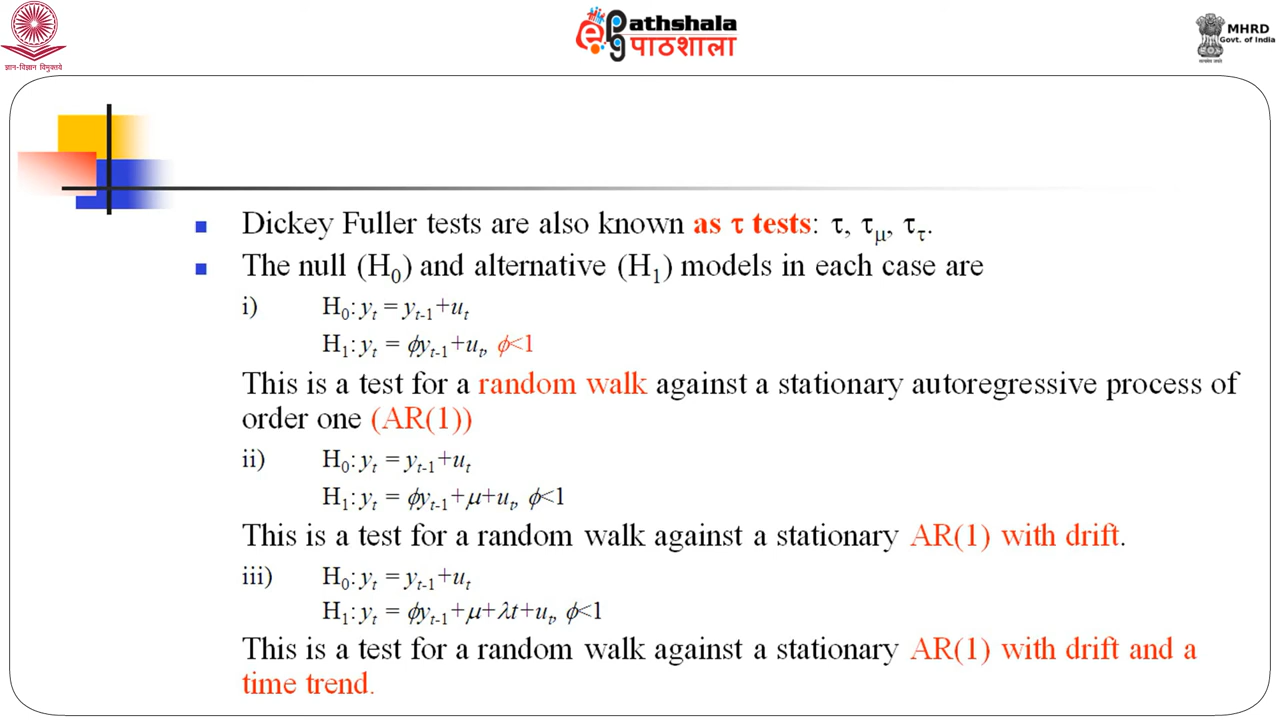 ज्ञान-विज्ञान विमुक्तये
ePathshala
pg पाठशाला
MHRD
Govt. of India
Dickey Fuller tests are also known as τ tests: τ, τμ, ττ.
The null (H0) and alternative (H1) models in each case are
i) H0: yt = yt-1+ut
H1: yt = ϕyt-1+ut, ϕ<1
This is a test for a random walk against a stationary autoregressive process of
order one (AR(1))
ii) H0: yt = yt-1+ut
H1: yt = ϕyt-1+μ+ut, ϕ<1
This is a test for a random walk against a stationary AR(1) with drift.
iii) H0: yt = yt-1+ut
H1: yt = ϕyt-1+μ+λt+ut, ϕ<1
This is a test for a random walk against a stationary AR(1) with drift and a
time trend.